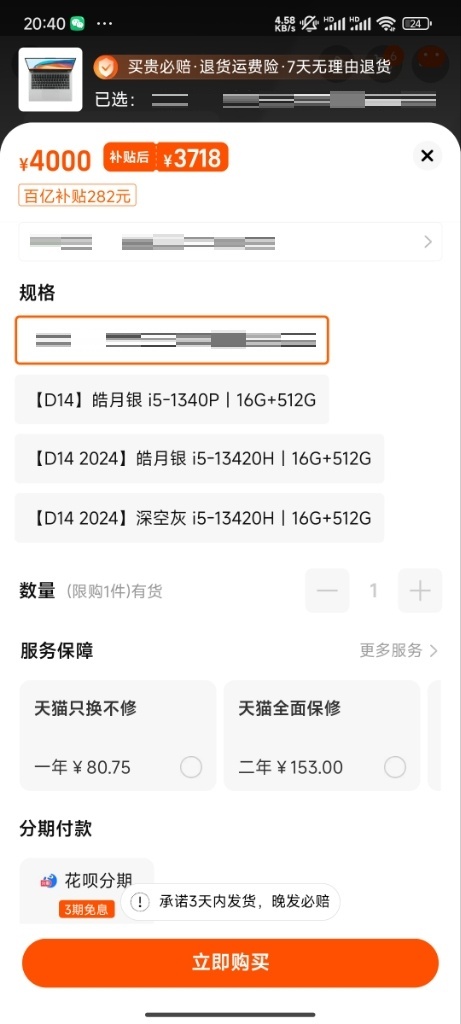 20:40 ··· 4.58 KB/s HD HD 24
买贵必赔·退货运费险·7天无理由退货
已选：
¥4000 补贴后 ¥3718
百亿补贴282元
规格
【D14】皓月银 i5-1340P｜16G+512G
【D14 2024】皓月银 i5-13420H｜16G+512G
【D14 2024】深空灰 i5-13420H｜16G+512G
数量 (限购1件)有货 — 1 +
服务保障 更多服务 >
天猫只换不修 天猫全面保修
一年￥80.75 二年￥153.00
分期付款
花呗分期
3期免息
承诺3天内发货，晚发必赔
立即购买